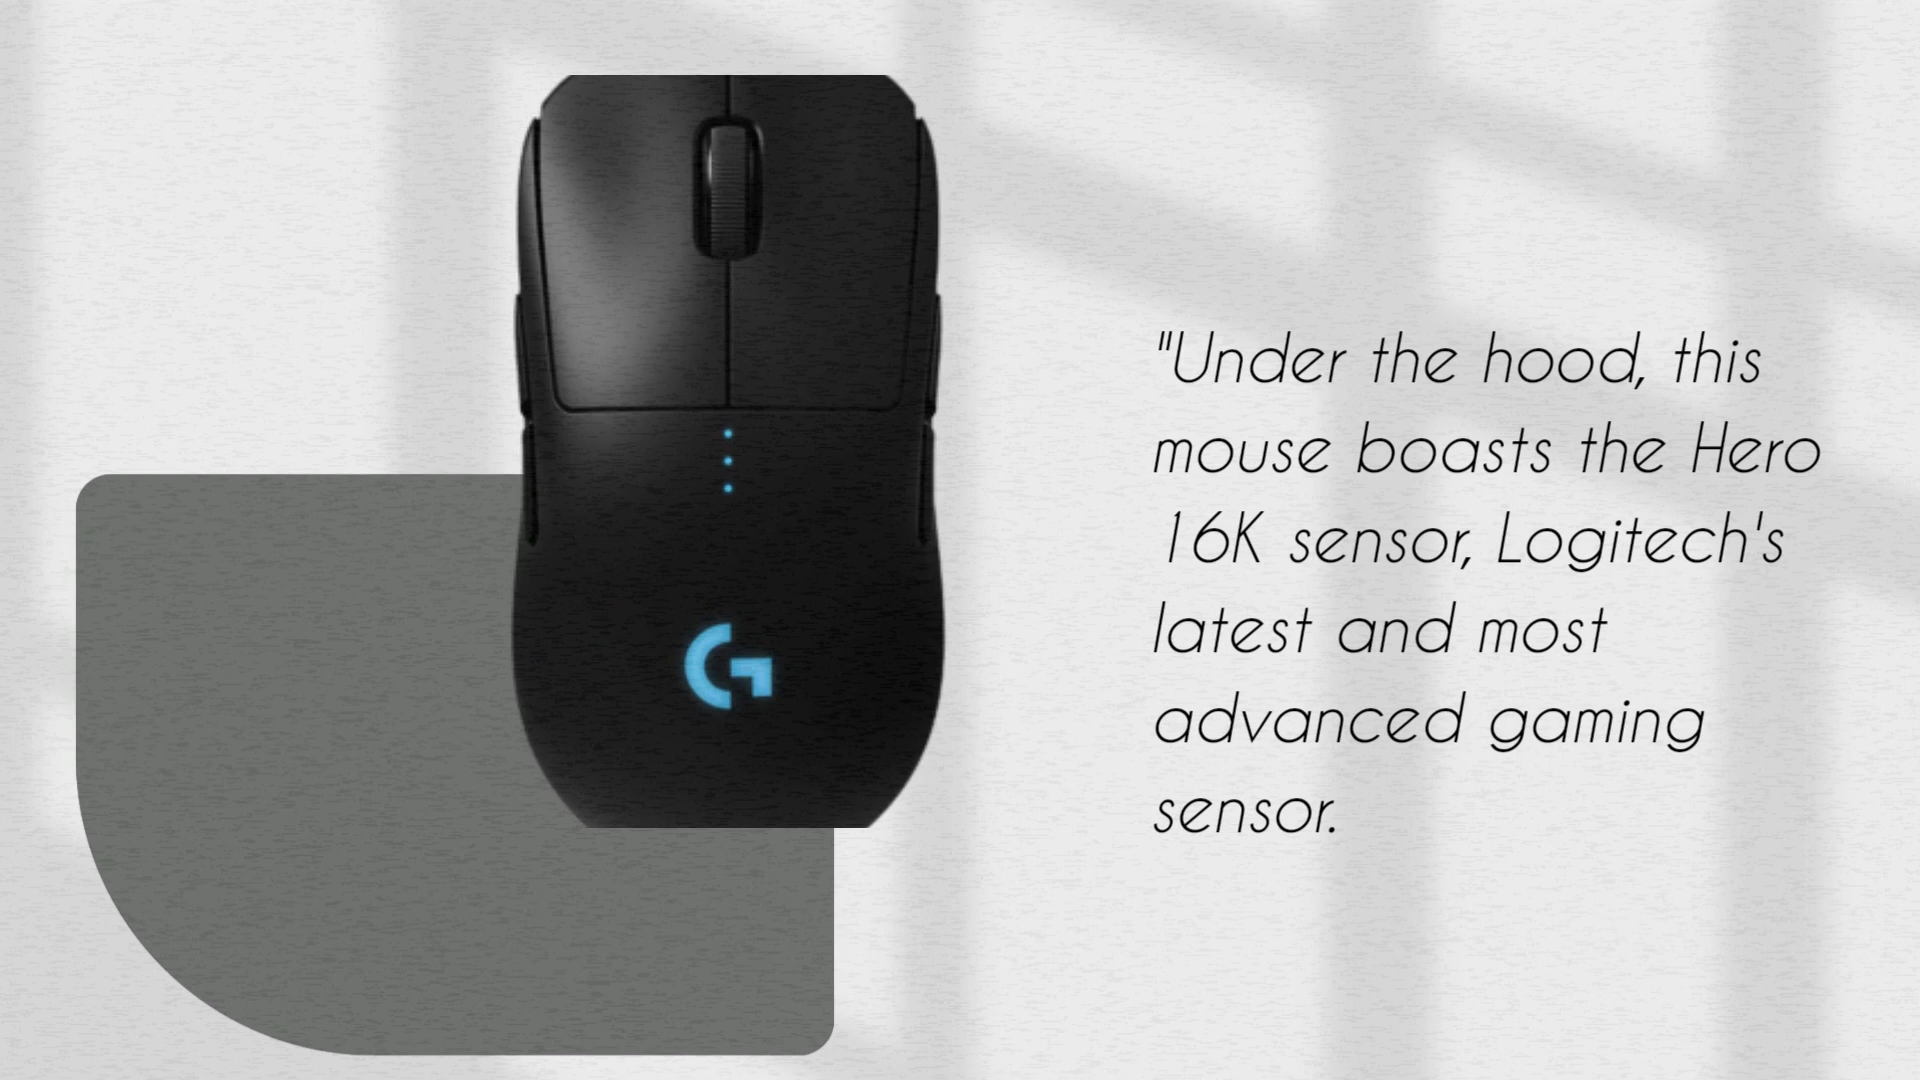 "Under the hood, this
mouse boasts the Hero
16K sensor, Logitech's
latest and most
advanced gaming
sensor.